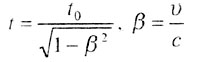 t = t₀ / √(1 − β²) , β = υ / c